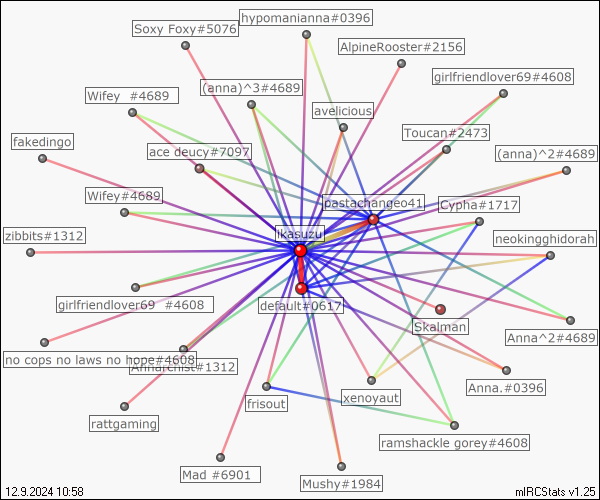 hypomanianna#0396
Soxy Foxy#5076
AlpineRooster#2156
girlfriendlover69#4608
(anna)^3#4689
Wifey  #4689
avelicious
Toucan#2473
fakedingo
ace deucy#7097
(anna)^2#4689
Wifey#4689
pastachangeo41
Cypha#1717
zibbits#1312
ikasuzu
neokingghidorah
girlfriendlover69  #4608
default#0617
Skalman
Anna^2#4689
no cops no laws no hope#4608
Annarchist#1312
Anna.#0396
xenoyaut
frisout
rattgaming
ramshackle gorey#4608
Mad #6901
Mushy#1984
12.9.2024 10:58
mIRCStats v1.25